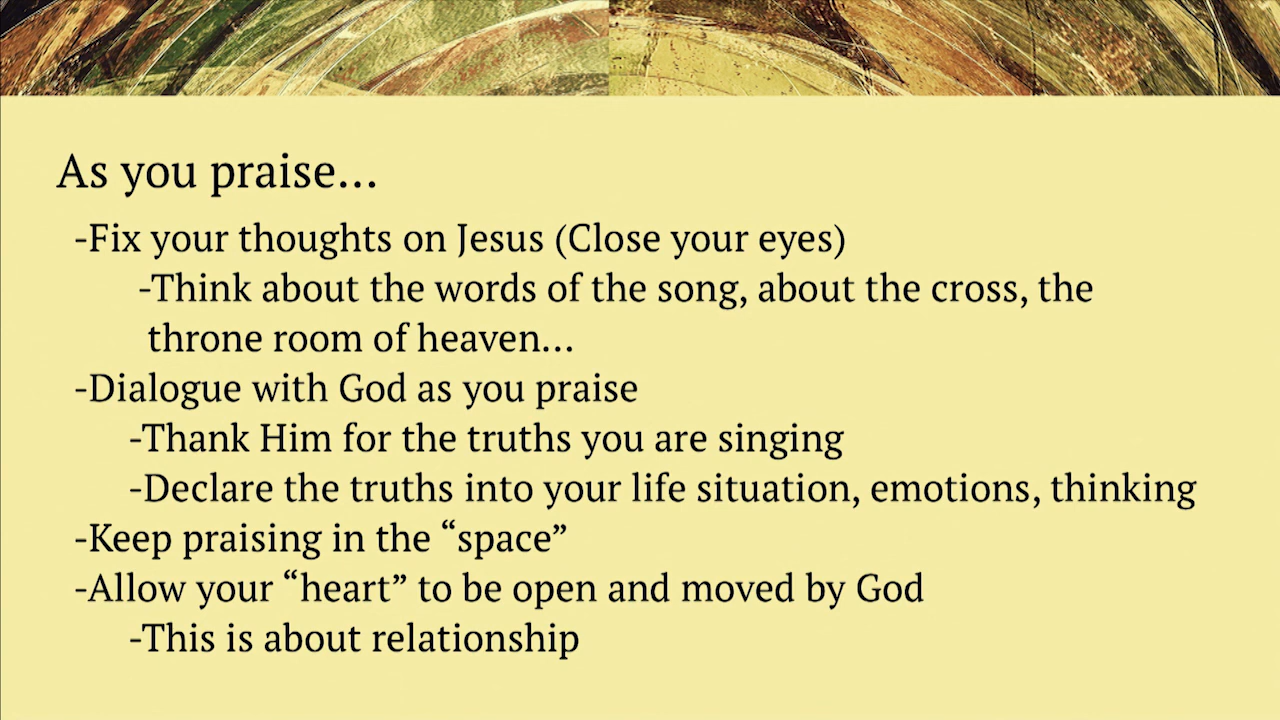 As you praise...
-Fix your thoughts on Jesus (Close your eyes)
-Think about the words of the song, about the cross, the
throne room of heaven...
-Dialogue with God as you praise
-Thank Him for the truths you are singing
-Declare the truths into your life situation, emotions, thinking
-Keep praising in the “space”
-Allow your “heart” to be open and moved by God
-This is about relationship